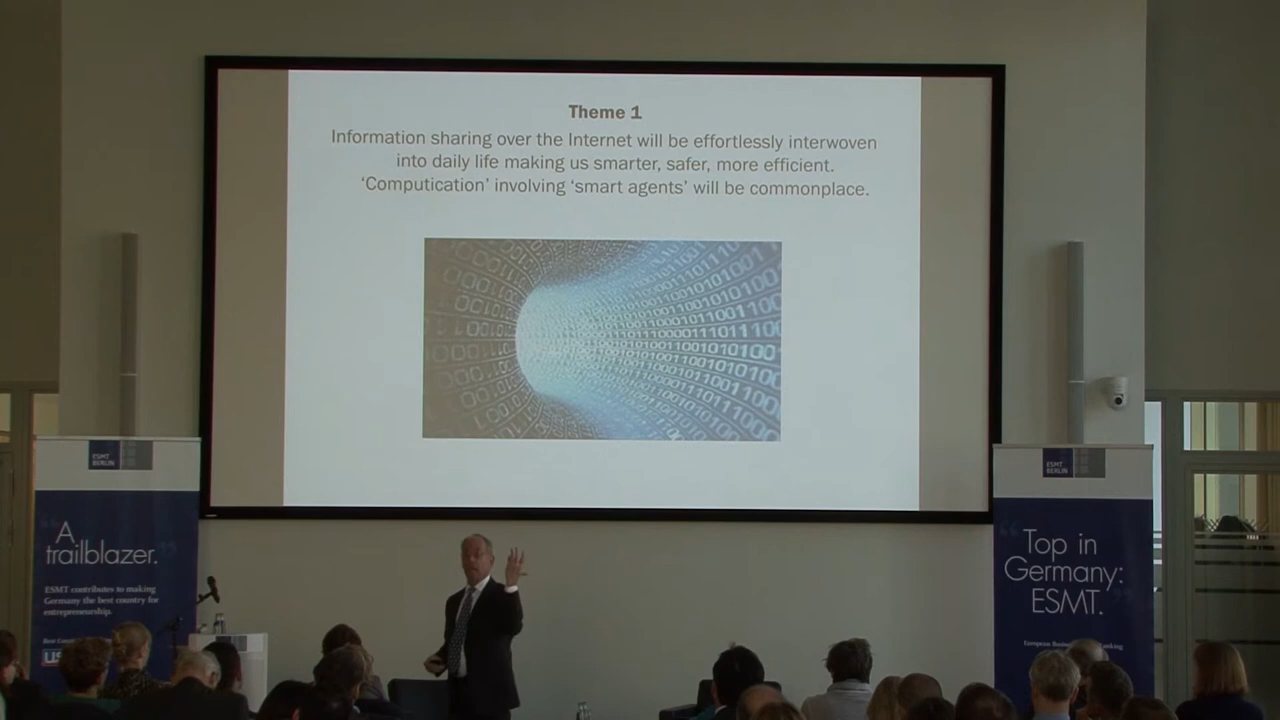 Theme 1
Information sharing over the Internet will be effortlessly interwoven
into daily life making us smarter, safer, more efficient.
‘Computication’ involving ‘smart agents’ will be commonplace.
ESMT
BERLIN
A
trailblazer.
ESMT contributes to making
Germany the best country for
entrepreneurship.
ESMT
BERLIN
Top in
Germany:
ESMT.
European